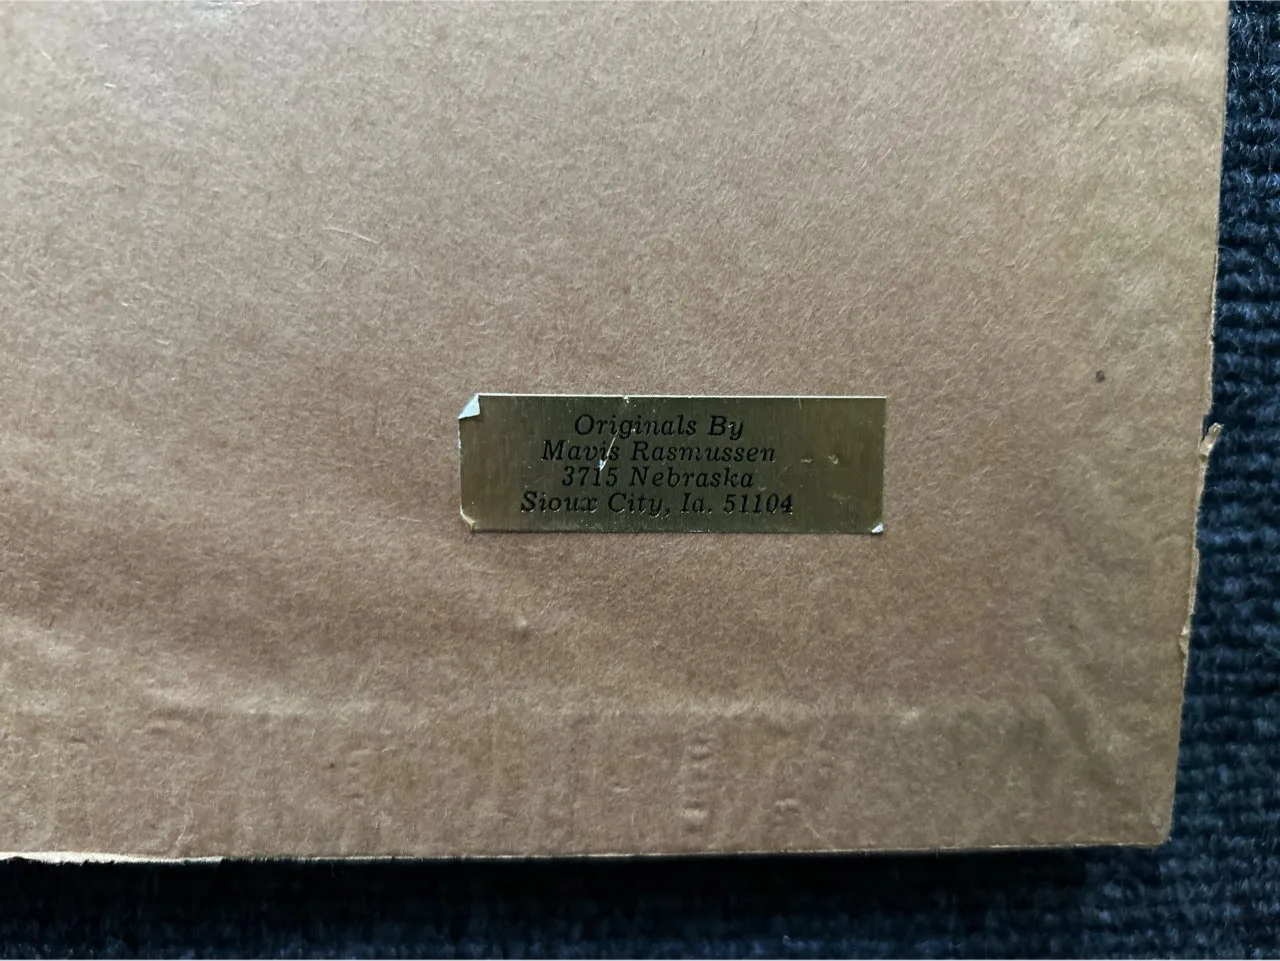 Originals By
Mavis Rasmussen
3715 Nebraska
Sioux City, Ia. 51104